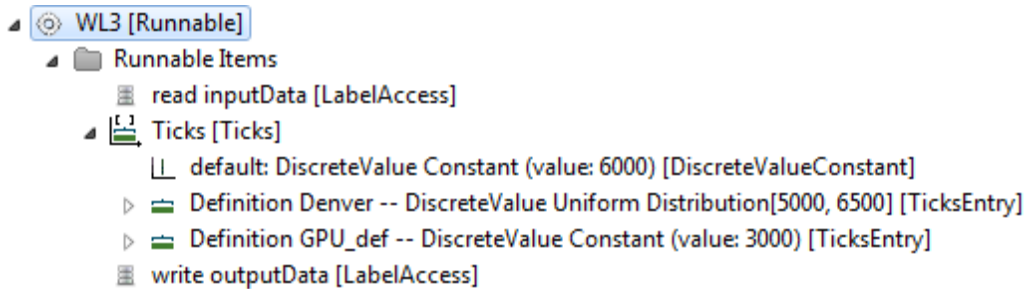 WL3 [Runnable]
Runnable Items
read inputData [LabelAccess]
Ticks [Ticks]
default: DiscreteValue Constant (value: 6000) [DiscreteValueConstant]
Definition Denver -- DiscreteValue Uniform Distribution[5000, 6500] [TicksEntry]
Definition GPU_def -- DiscreteValue Constant (value: 3000) [TicksEntry]
write outputData [LabelAccess]